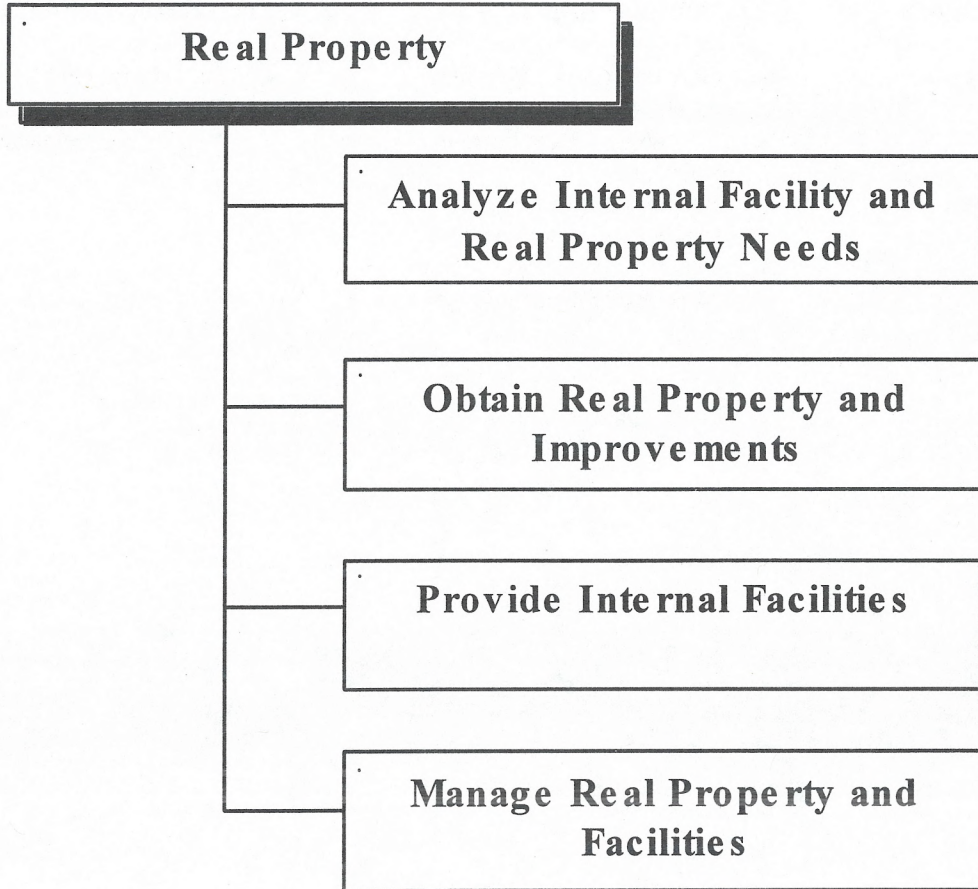 Real Property
Analyze Internal Facility and
Real Property Needs
Obtain Real Property and
Improvements
Provide Internal Facilities
Manage Real Property and
Facilities